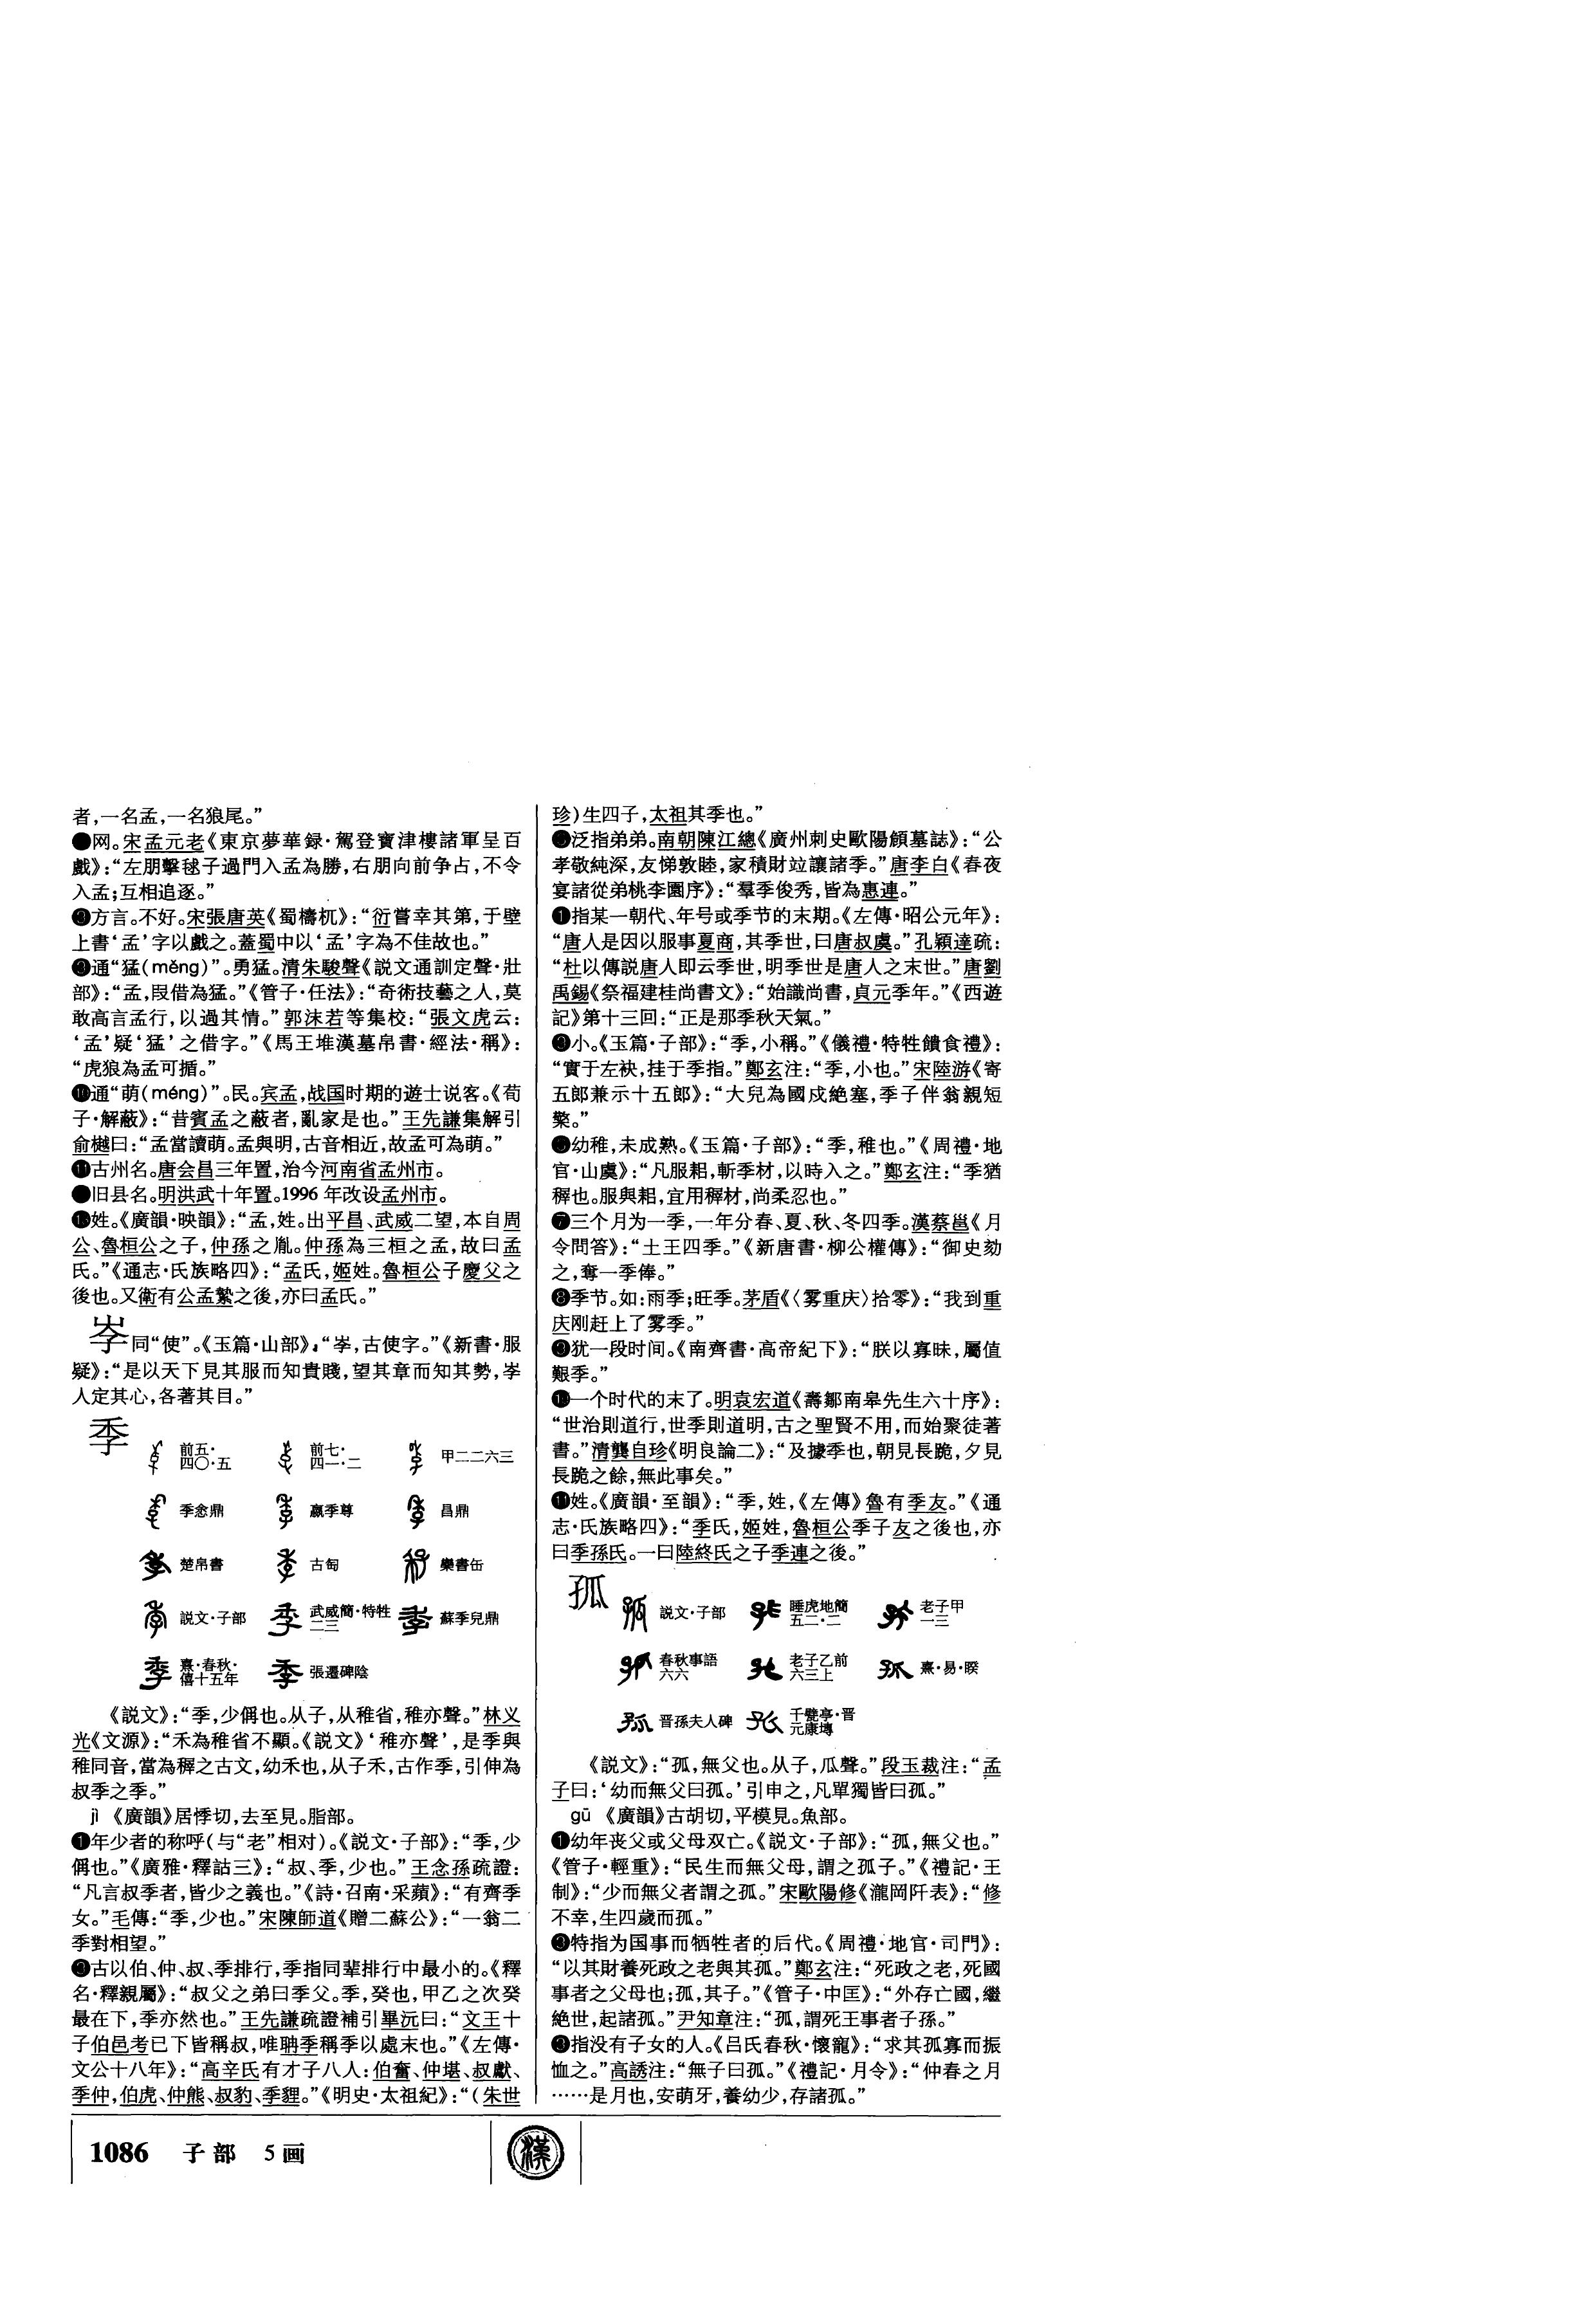 者,一名孟,一名狼尾。”
●网。宋孟元老《東京夢華録·駕登寶津樓諸軍呈百
戲》:“左朋擊毬子過門入孟為勝,右朋向前争占,不令
入孟;互相追逐。”
方言。不好。宋張唐英《蜀檮杌》:“衍嘗幸其第,于壁
上書‘孟’字以戲之。蓋蜀中以‘孟’字為不佳故也。”
通“猛(měng)”。勇猛。清朱駿聲《説文通訓定聲·壯
部》:“孟,叚借為猛。”《管子·任法》:“奇術技藝之人,莫
敢高言孟行,以過其情。”郭沫若等集校:“張文虎云:
‘孟’疑‘猛’之借字。”《馬王堆漢墓帛書·經法·稱》:
“虎狼為孟可揗。”
❿通“萌(méng)”。民。宾孟,战国时期的遊士说客。《荀
子·解蔽》:“昔賓孟之蔽者,亂家是也。”王先謙集解引
俞樾曰:“孟當讀萌。孟與明,古音相近,故孟可為萌。”
⓫古州名。唐会昌三年置,治今河南省孟州市。
●旧县名。明洪武十年置。1996年改设孟州市。
⓭姓。《廣韻·映韻》:“孟,姓。出平昌、武威二望,本自周
公、魯桓公之子,仲孫之胤。仲孫為三桓之孟,故曰孟
氏。”《通志·氏族略四》:“孟氏,姬姓。魯桓公子慶父之
後也。又衛有公孟縶之後,亦曰孟氏。”
峑同“使”。《玉篇·山部》:“峑,古使字。”《新書·服
疑》:“是以天下見其服而知貴賤,望其章而知其勢,峑
人定其心,各著其目。”
季
前五·四〇·五 前七·四一·二 甲二二六三
季悆鼎 嬴季尊 昌鼎
楚帛書 古匋 欒書缶
説文·子部 武威簡·特牲二三 蘇季兒鼎
熹·春秋·僖十五年 張遷碑陰
《説文》:“季,少偁也。从子,从稚省,稚亦聲。”林义
光《文源》:“禾為稚省不顯。《説文》‘稚亦聲’,是季與
稚同音,當為稺之古文,幼禾也,从子禾,古作季,引伸為
叔季之季。”
jì 《廣韻》居悸切,去至見。脂部。
❶年少者的称呼(与“老”相对)。《説文·子部》:“季,少
偁也。”《廣雅·釋詁三》:“叔、季,少也。”王念孫疏證:
“凡言叔季者,皆少之義也。”《詩·召南·采蘋》:“有齊季
女。”毛傳:“季,少也。”宋陳師道《贈二蘇公》:“一翁二
季對相望。”
古以伯、仲、叔、季排行,季指同辈排行中最小的。《釋
名·釋親屬》:“叔父之弟曰季父。季,癸也,甲乙之次癸
最在下,季亦然也。”王先謙疏證補引畢沅曰:“文王十
子伯邑考已下皆稱叔,唯聃季稱季以處末也。”《左傳·
文公十八年》:“高辛氏有才子八人:伯奮、仲堪、叔獻、
季仲,伯虎、仲熊、叔豹、季貍。”《明史·太祖紀》:“(朱世
珍)生四子,太祖其季也。”
泛指弟弟。南朝陳江總《廣州刺史歐陽頠墓誌》:“公
孝敬純深,友悌敦睦,家積財竝讓諸季。”唐李白《春夜
宴諸從弟桃李園序》:“羣季俊秀,皆為惠連。”
指某一朝代、年号或季节的末期。《左傳·昭公元年》:
“唐人是因以服事夏商,其季世,曰唐叔虞。”孔穎達疏:
“杜以傳説唐人即云季世,明季世是唐人之末世。”唐劉
禹錫《祭福建桂尚書文》:“始識尚書,貞元季年。”《西遊
記》第十三回:“正是那季秋天氣。”
小。《玉篇·子部》:“季,小稱。”《儀禮·特牲饋食禮》:
“實于左袂,挂于季指。”鄭玄注:“季,小也。”宋陸游《寄
五郎兼示十五郎》:“大兒為國戍絶塞,季子伴翁親短
檠。”
幼稚,未成熟。《玉篇·子部》:“季,稚也。”《周禮·地
官·山虞》:“凡服耜,斬季材,以時入之。”鄭玄注:“季猶
稺也。服與耜,宜用稺材,尚柔忍也。”
❼三个月为一季,一年分春、夏、秋、冬四季。漢蔡邕《月
令問答》:“土王四季。”《新唐書·柳公權傳》:“御史劾
之,奪一季俸。”
❽季节。如:雨季;旺季。茅盾《〈雾重庆〉拾零》:“我到重
庆刚赶上了雾季。”
犹一段时间。《南齊書·高帝紀下》:“朕以寡昧,屬值
艱季。”
一个时代的末了。明袁宏道《壽鄒南皋先生六十序》:
“世治則道行,世季則道明,古之聖賢不用,而始聚徒著
書。”清龔自珍《明良論二》:“及據季也,朝見長跪,夕見
長跪之餘,無此事矣。”
⓫姓。《廣韻·至韻》:“季,姓,《左傳》魯有季友。”《通
志·氏族略四》:“季氏,姬姓,魯桓公季子友之後也,亦
曰季孫氏。一曰陸終氏之子季連之後。”
孤
説文·子部 睡虎地簡五二·二 老子甲一三
春秋事語六六 老子乙前六三上 熹·易·睽
晋孫夫人碑 千甓亭·晋元康塼
《説文》:“孤,無父也。从子,瓜聲。”段玉裁注:“孟
子曰:‘幼而無父曰孤。’引申之,凡單獨皆曰孤。”
gū 《廣韻》古胡切,平模見。魚部。
❶幼年丧父或父母双亡。《説文·子部》:“孤,無父也。”
《管子·輕重》:“民生而無父母,謂之孤子。”《禮記·王
制》:“少而無父者謂之孤。”宋歐陽修《瀧岡阡表》:“修
不幸,生四歲而孤。”
特指为国事而牺牲者的后代。《周禮·地官·司門》:
“以其財養死政之老與其孤。”鄭玄注:“死政之老,死國
事者之父母也;孤,其子。”《管子·中匡》:“外存亡國,繼
絶世,起諸孤。”尹知章注:“孤,謂死王事者子孫。”
❸指没有子女的人。《吕氏春秋·懷寵》:“求其孤寡而振
恤之。”高誘注:“無子曰孤。”《禮記·月令》:“仲春之月
……是月也,安萌牙,養幼少,存諸孤。”
1086 子部 5画
漢